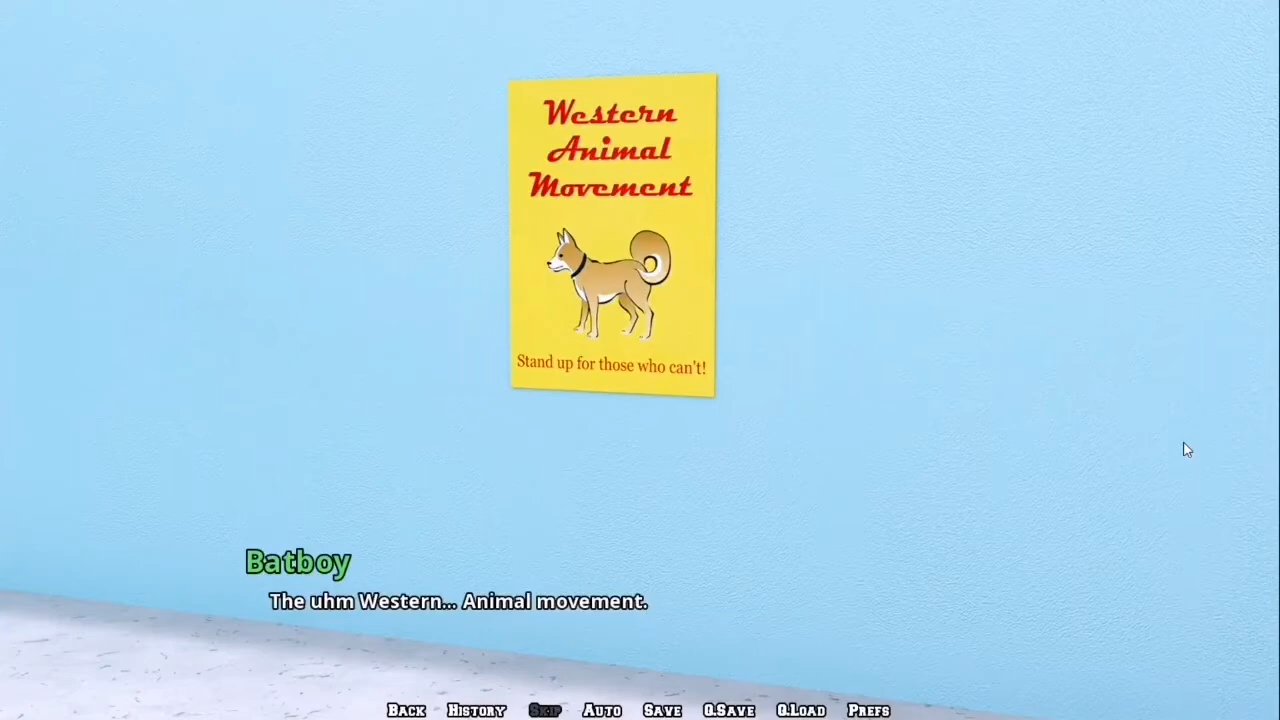 Western
Animal
Movement
Stand up for those who can't!
Batboy
The uhm Western... Animal movement.
Back History Skip Auto Save Q.Save Q.Load Prefs